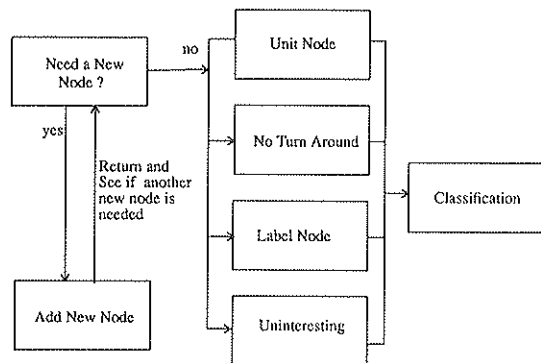 Need a New
Node ?
no
Unit Node
yes
Return and
See if another
new node is
needed
No Turn Around
Classification
Label Node
Add New Node
Uninteresting